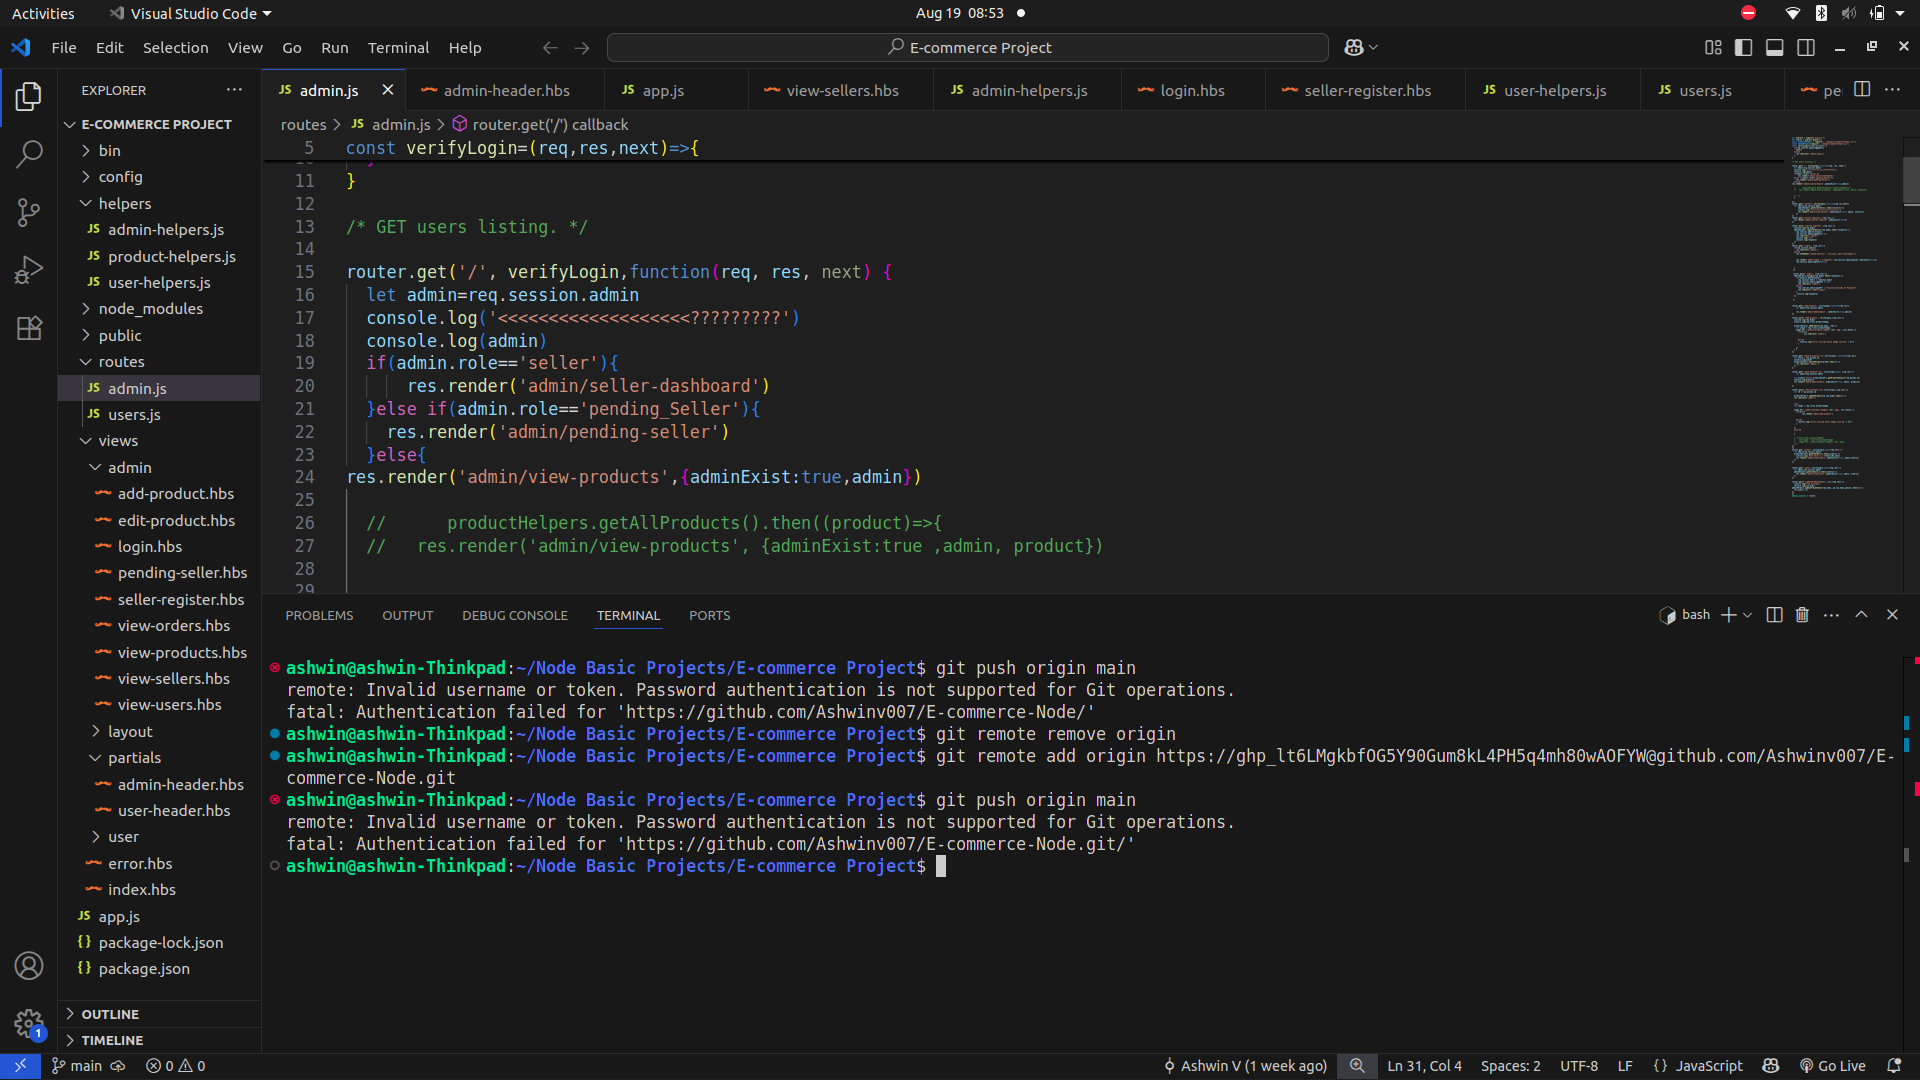 Activities Visual Studio Code Aug 19 08:53
File Edit Selection View Go Run Terminal Help E-commerce Project
EXPLORER
E-COMMERCE PROJECT
bin
config
helpers
admin-helpers.js
product-helpers.js
user-helpers.js
node_modules
public
routes
admin.js
users.js
views
admin
add-product.hbs
edit-product.hbs
login.hbs
pending-seller.hbs
seller-register.hbs
view-orders.hbs
view-products.hbs
view-sellers.hbs
view-users.hbs
layout
partials
admin-header.hbs
user-header.hbs
user
error.hbs
index.hbs
app.js
package-lock.json
package.json
OUTLINE
TIMELINE
admin.js admin-header.hbs app.js view-sellers.hbs admin-helpers.js login.hbs seller-register.hbs user-helpers.js users.js
routes > admin.js > router.get('/') callback
5 const verifyLogin=(req,res,next)=>{
11 }
12
13 /* GET users listing. */
14
15 router.get('/', verifyLogin,function(req, res, next) {
16 let admin=req.session.admin
17 console.log('<<<<<<<<<<<<<<<<<<<?????????')
18 console.log(admin)
19 if(admin.role=='seller'){
20 res.render('admin/seller-dashboard')
21 }else if(admin.role=='pending_Seller'){
22 res.render('admin/pending-seller')
23 }else{
24 res.render('admin/view-products',{adminExist:true,admin})
25
26 // productHelpers.getAllProducts().then((product)=>{
27 // res.render('admin/view-products', {adminExist:true ,admin, product})
28
29
PROBLEMS OUTPUT DEBUG CONSOLE TERMINAL PORTS bash
ashwin@ashwin-Thinkpad:~/Node Basic Projects/E-commerce Project$ git push origin main
remote: Invalid username or token. Password authentication is not supported for Git operations.
fatal: Authentication failed for 'https://github.com/Ashwinv007/E-commerce-Node/'
ashwin@ashwin-Thinkpad:~/Node Basic Projects/E-commerce Project$ git remote remove origin
ashwin@ashwin-Thinkpad:~/Node Basic Projects/E-commerce Project$ git remote add origin https://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W@github.com/Ashwinv007/E-
commerce-Node.git
ashwin@ashwin-Thinkpad:~/Node Basic Projects/E-commerce Project$ git push origin main
remote: Invalid username or token. Password authentication is not supported for Git operations.
fatal: Authentication failed for 'https://github.com/Ashwinv007/E-commerce-Node.git/'
ashwin@ashwin-Thinkpad:~/Node Basic Projects/E-commerce Project$
1
main 0 0 Ashwin V (1 week ago) Ln 31, Col 4 Spaces: 2 UTF-8 LF {} JavaScript Go Live